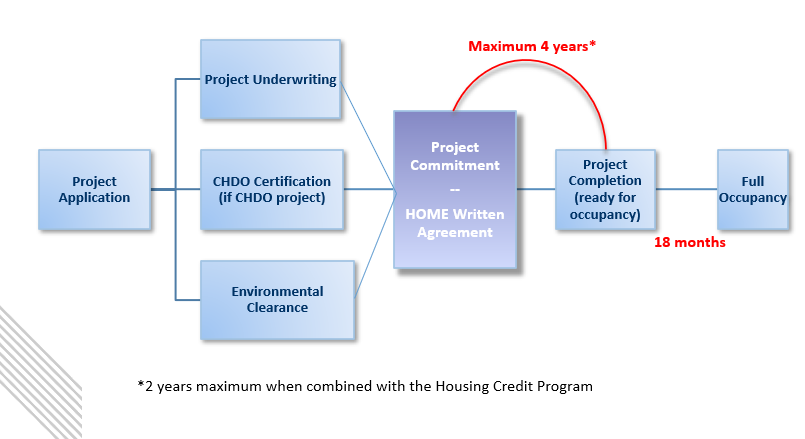 Maximum 4 years*
Project Underwriting
Project
Application
CHDO Certification
(if CHDO project)
Environmental
Clearance
Project
Commitment
--
HOME Written
Agreement
Project
Completion
(ready for
occupancy)
Full
Occupancy
18 months
*2 years maximum when combined with the Housing Credit Program